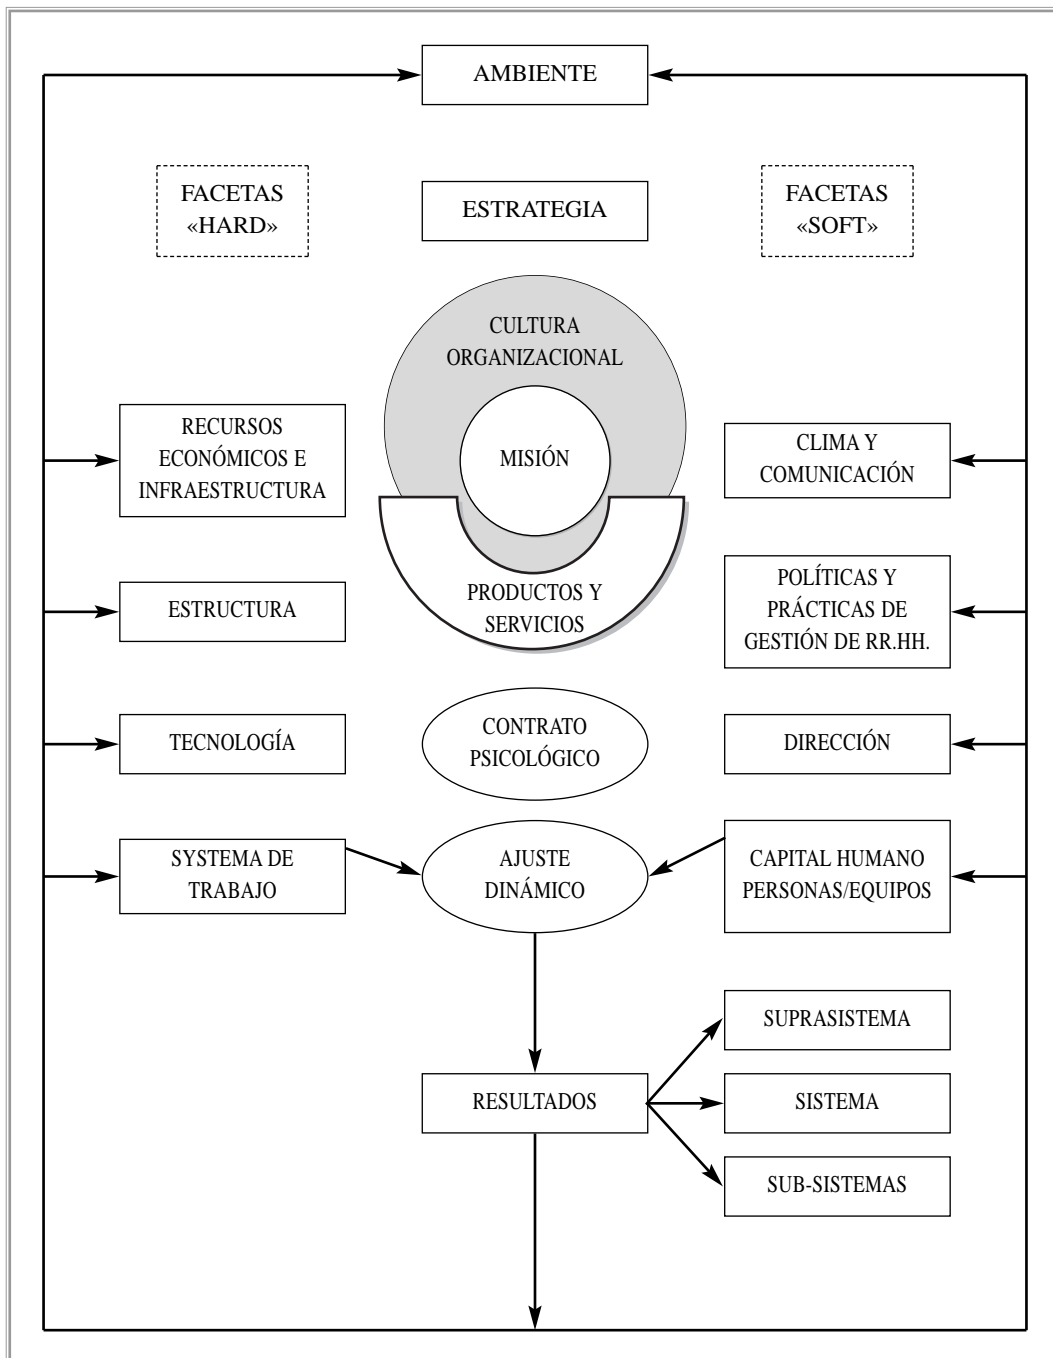 AMBIENTE
FACETAS
«HARD»
ESTRATEGIA
FACETAS
«SOFT»
CULTURA
ORGANIZACIONAL
MISIÓN
PRODUCTOS Y
SERVICIOS
RECURSOS
ECONÓMICOS E
INFRAESTRUCTURA
CLIMA Y
COMUNICACIÓN
ESTRUCTURA
POLÍTICAS Y
PRÁCTICAS DE
GESTIÓN DE RR.HH.
TECNOLOGÍA
CONTRATO
PSICOLÓGICO
DIRECCIÓN
SYSTEMA DE
TRABAJO
AJUSTE
DINÁMICO
CAPITAL HUMANO
PERSONAS/EQUIPOS
SUPRASISTEMA
RESULTADOS
SISTEMA
SUB-SISTEMAS